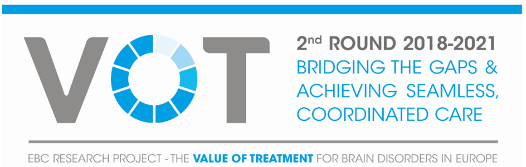 VOT
2nd ROUND 2018-2021
BRIDGING THE GAPS &
ACHIEVING SEAMLESS,
COORDINATED CARE
EBC RESEARCH PROJECT - THE VALUE OF TREATMENT FOR BRAIN DISORDERS IN EUROPE